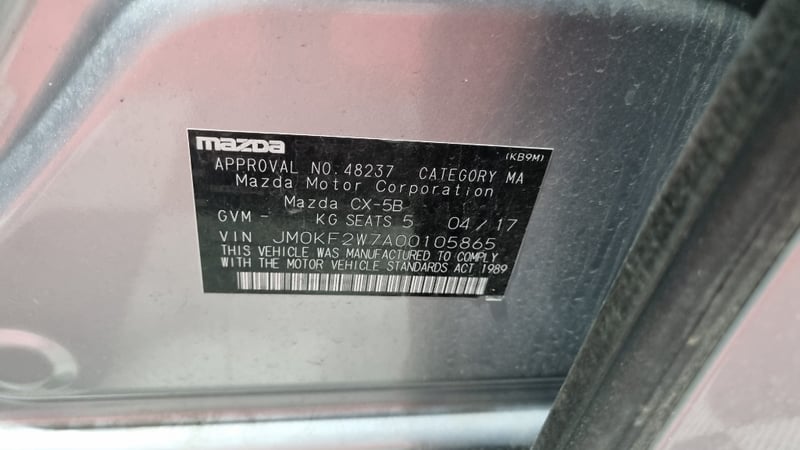 mazda
(KB9M)
APPROVAL NO.48237 CATEGORY MA
Mazda Motor Corporation
Mazda CX-5B
GVM - KG SEATS 5 04/17
VIN JM0KF2W7A00105865
THIS VEHICLE WAS MANUFACTURED TO COMPLY
WITH THE MOTOR VEHICLE STANDARDS ACT 1989